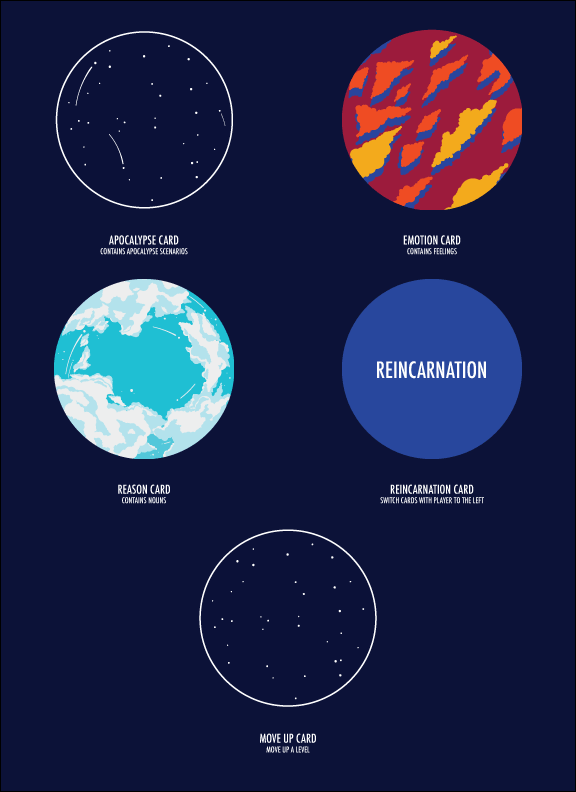 APOCALYPSE CARD
CONTAINS APOCALYPSE SCENARIOS
EMOTION CARD
CONTAINS FEELINGS
REASON CARD
CONTAINS NOUNS
REINCARNATION
REINCARNATION CARD
SWITCH CARDS WITH PLAYER TO THE LEFT
MOVE UP CARD
MOVE UP A LEVEL